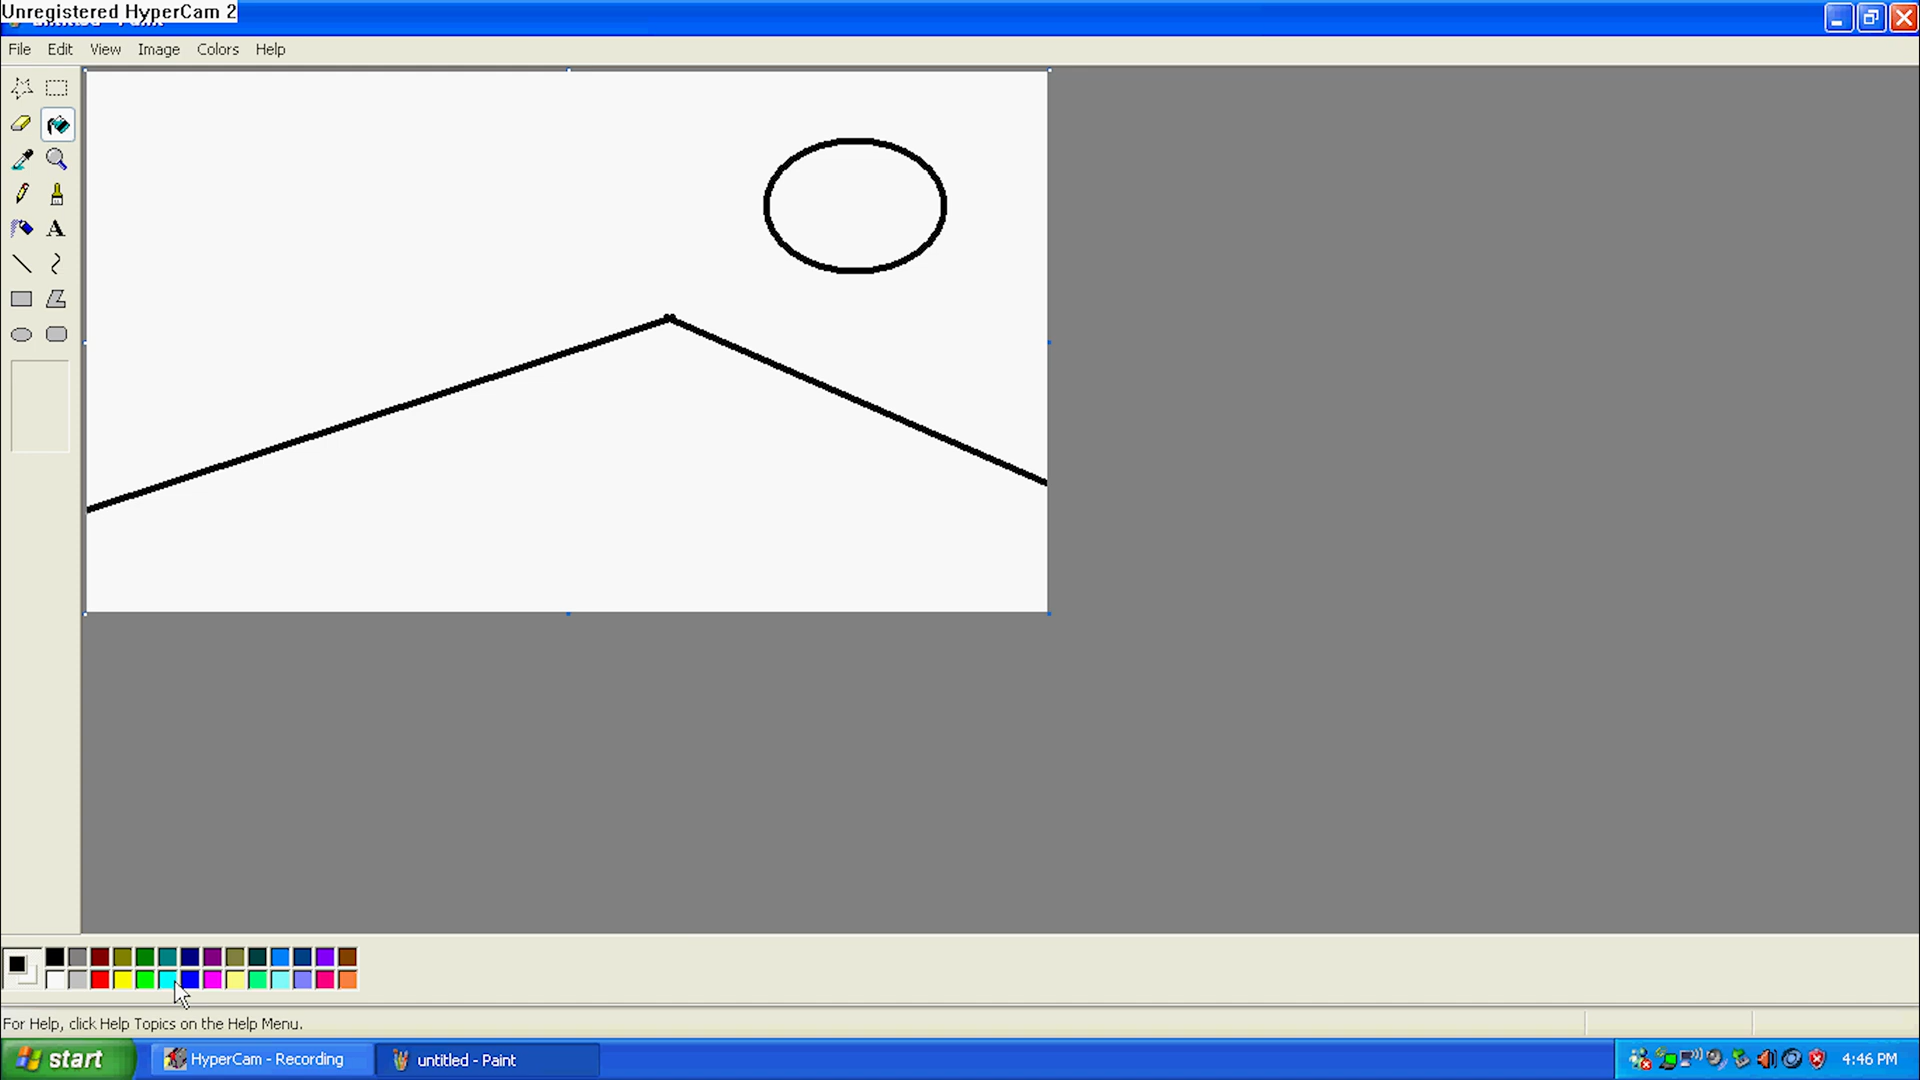 Unregistered HyperCam 2
File Edit View Image Colors Help
A
For Help, click Help Topics on the Help Menu.
start HyperCam - Recording untitled - Paint 4:46 PM